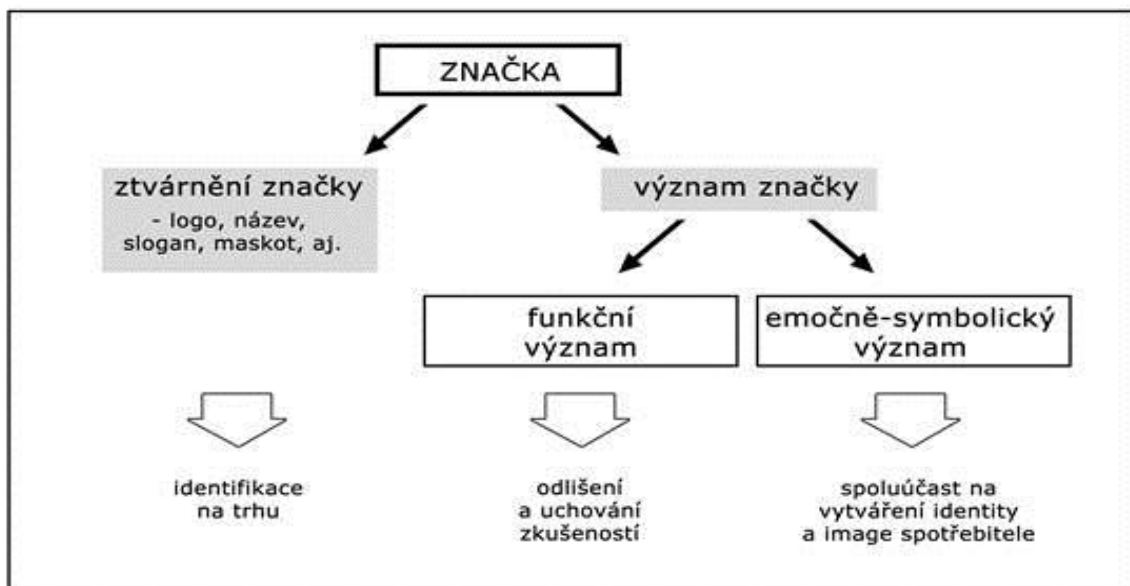 ZNAČKA
ztvárnění značky
- logo, název,
slogan, maskot, aj.
význam značky
funkční
význam
emočně-symbolický
význam
identifikace
na trhu
odlišení
a uchování
zkušeností
spoluúčast na
vytváření identity
a image spotřebitele